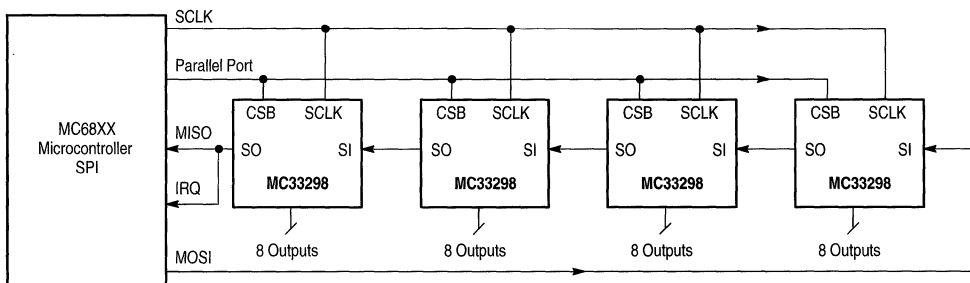 SCLK
Parallel Port
CSB SCLK
CSB SCLK
CSB SCLK
CSB SCLK
MC68XX
Microcontroller
SPI
MISO
SO SI
SO SI
SO SI
SO SI
MC33298
MC33298
MC33298
MC33298
IRQ
8 Outputs
8 Outputs
8 Outputs
8 Outputs
MOSI